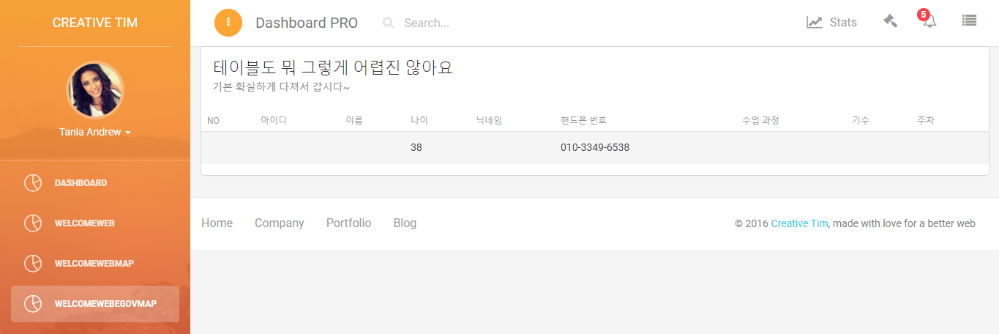 CREATIVE TIM
Tania Andrew
DASHBOARD
WELCOMEWEB
WELCOMEWEBMAP
WELCOMEWEBEGOVMAP
Dashboard PRO Search... Stats 5
테이블도 뭐 그렇게 어렵진 않아요
기본 확실하게 다져서 갑시다~
NO 아이디 이름 나이 닉네임 핸드폰 번호 수업 과정 기수 주차
38 010-3349-6538
Home Company Portfolio Blog © 2016 Creative Tim, made with love for a better web